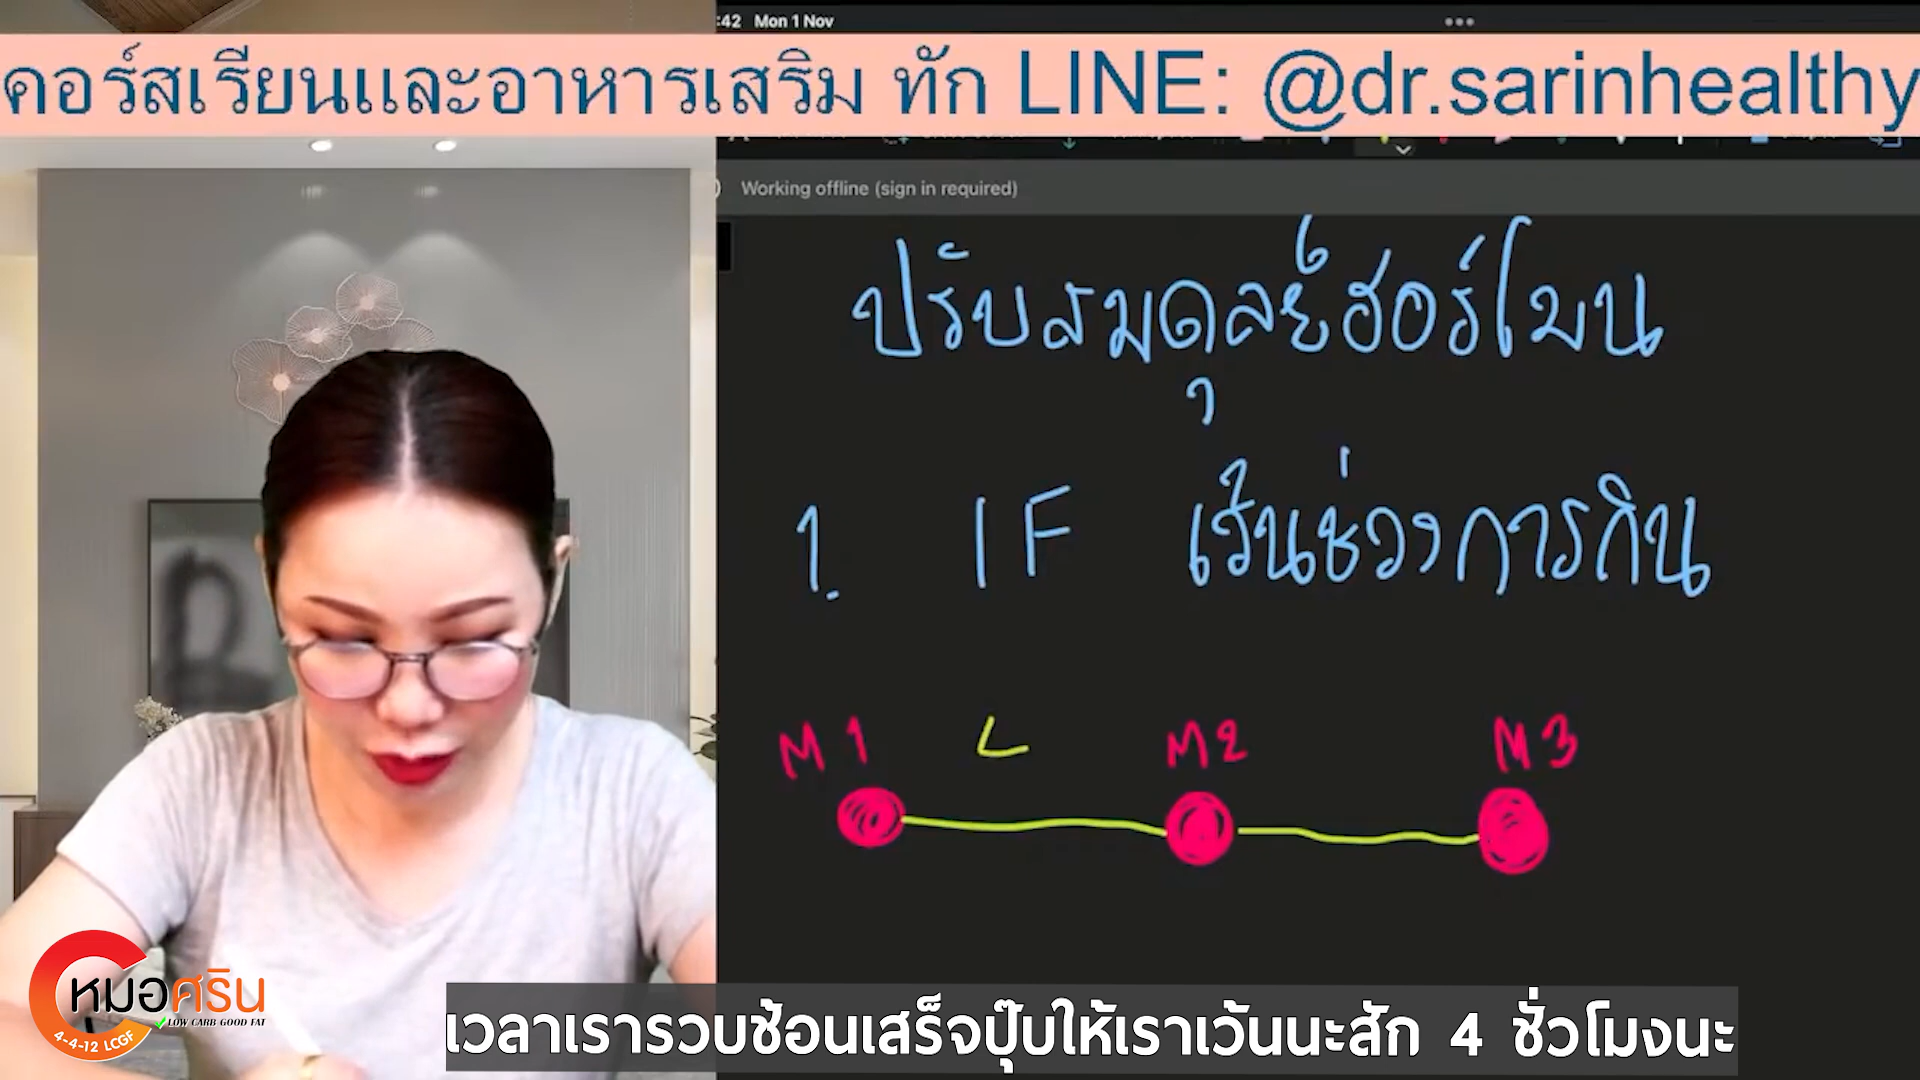 :42 Mon 1 Nov
คอร์สเรียนและอาหารเสริม ทัก LINE: @dr.sarinhealthy
Working offline (sign in required)
ปรับสมดุลย์ฮอร์โมน
1. IF เว้นช่วงการกิน
M1 M2 M3
หมอศริน
LOW CARB GOOD FAT
4-4-12 LCGF
เวลาเรารวบช้อนเสร็จปุ๊บให้เราเว้นนะสัก 4 ชั่วโมงนะ